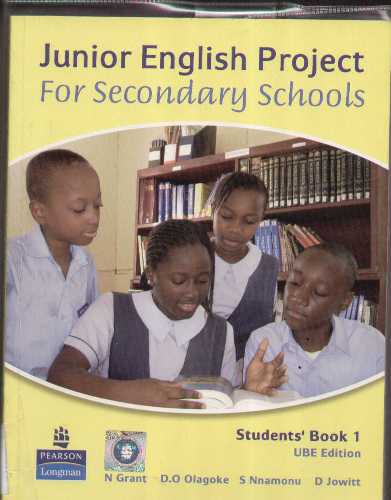 Junior English Project
For Secondary Schools
Students' Book 1
UBE Edition
PEARSON
Longman
N Grant D.O Olagoke S Nnamonu D Jowitt